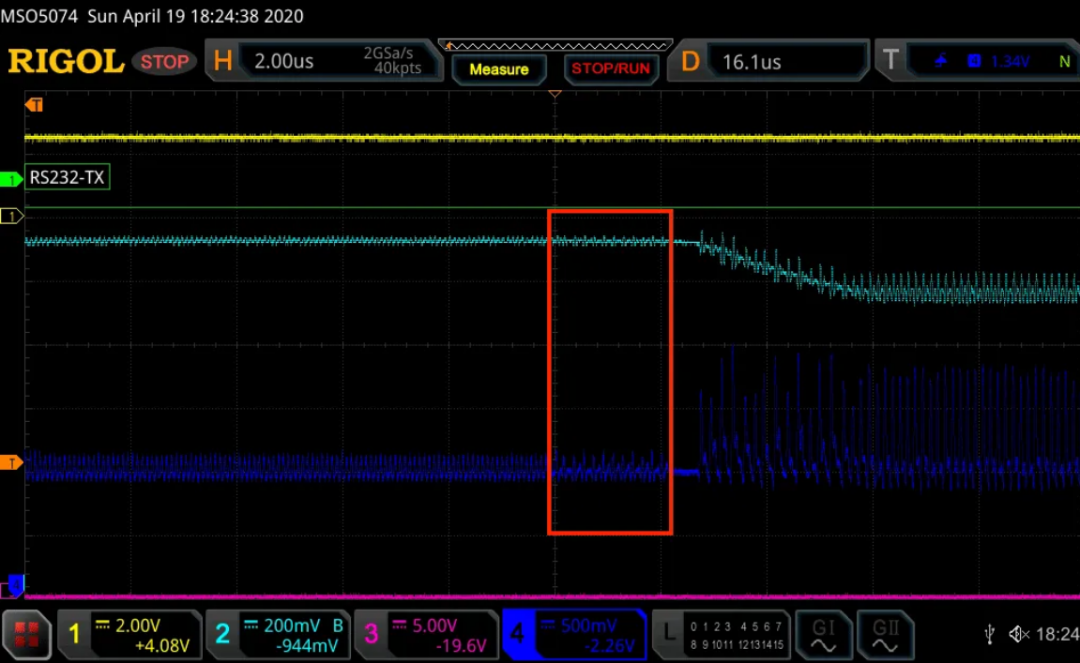 MSO5074 Sun April 19 18:24:38 2020
RIGOL STOP H 2.00us 2GSa/s 40kpts Measure STOP/RUN D 16.1us T 4 1.34V N
T
1 RS232-TX
1
T
1 2.00V +4.08V 2 200mV B -944mV 3 5.00V -19.6V 4 500mV -2.26V L 0 1 2 3 4 5 6 7 8 9 10 11 12 13 14 15 GI GII 18:24